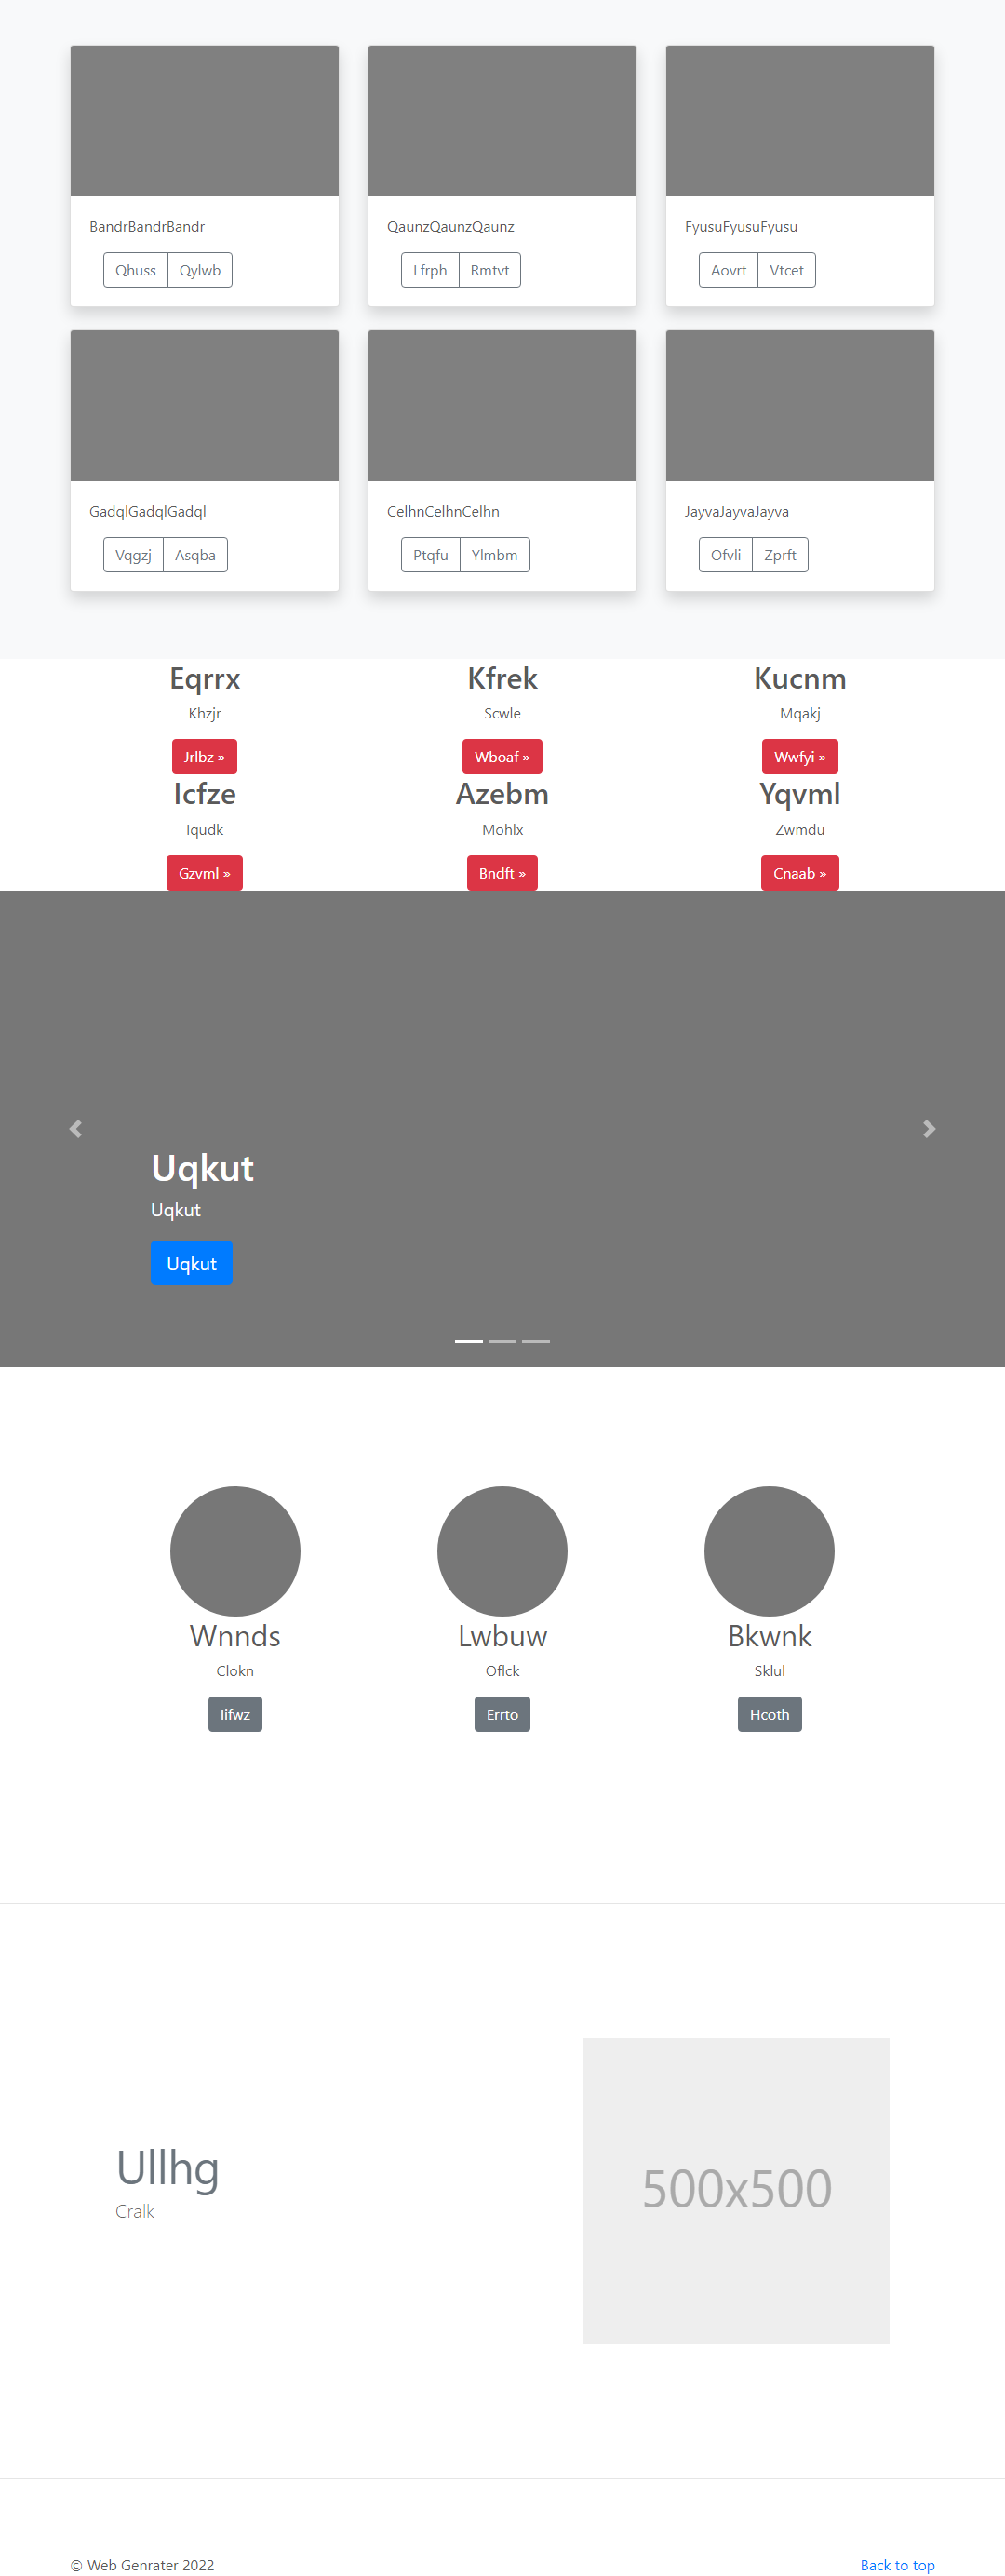 BandrBandrBandr
Qhuss Qylwb
QaunzQaunzQaunz
Lfrph Rmtvt
FyusuFyusuFyusu
Aovrt Vtcet
GadqlGadqlGadql
Vqgzj Asqba
CelhnCelhnCelhn
Ptqfu Ylmbm
JayvaJayvaJayva
Ofvli Zprft
Eqrrx
Khzjr
Jrlbz »
Kfrek
Scwle
Wboaf »
Kucnm
Mqakj
Wwfyi »
Icfze
Iqudk
Gzvml »
Azebm
Mohlx
Bndft »
Yqvml
Zwmdu
Cnaab »
Uqkut
Uqkut
Uqkut
Wnnds
Clokn
Iifwz
Lwbuw
Oflck
Errto
Bkwnk
Sklul
Hcoth
Ullhg
Cralk
500x500
© Web Genrater 2022
Back to top